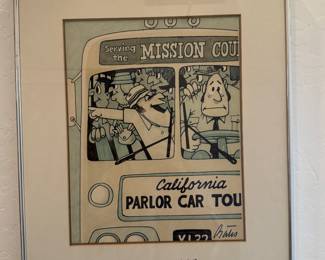 Serving
the MISSION COU
California
PARLOR CAR TOU